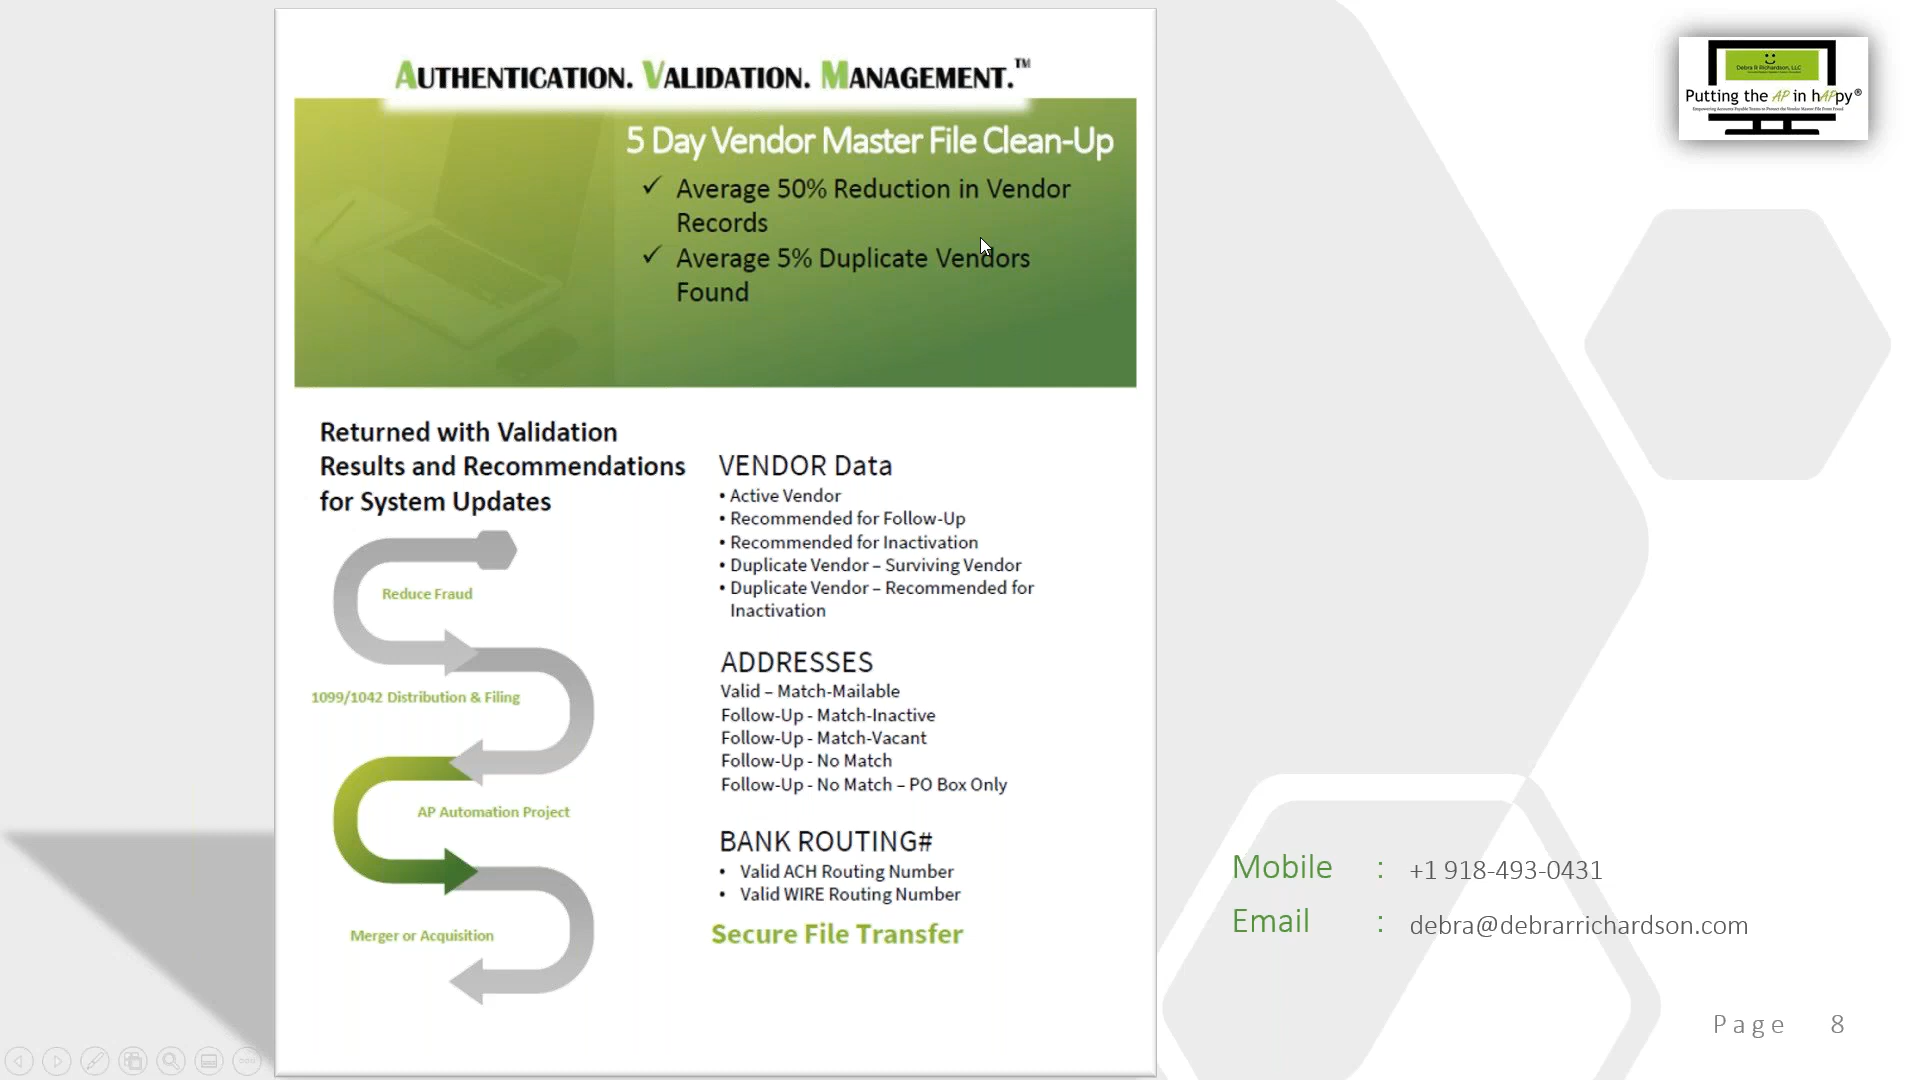 AUTHENTICATION. VALIDATION. MANAGEMENT.™
5 Day Vendor Master File Clean-Up
✓ Average 50% Reduction in Vendor
Records
✓ Average 5% Duplicate Vendors
Found
Returned with Validation
Results and Recommendations
for System Updates
Reduce Fraud
1099/1042 Distribution & Filing
AP Automation Project
Merger or Acquisition
VENDOR Data
• Active Vendor
• Recommended for Follow-Up
• Recommended for Inactivation
• Duplicate Vendor – Surviving Vendor
• Duplicate Vendor – Recommended for
Inactivation
ADDRESSES
Valid – Match-Mailable
Follow-Up - Match-Inactive
Follow-Up - Match-Vacant
Follow-Up - No Match
Follow-Up - No Match – PO Box Only
BANK ROUTING#
• Valid ACH Routing Number
• Valid WIRE Routing Number
Secure File Transfer
Debra R Richardson, LLC
Putting the AP in hAPpy®
Mobile : +1 918-493-0431
Email : debra@debrarrichardson.com
Page 8